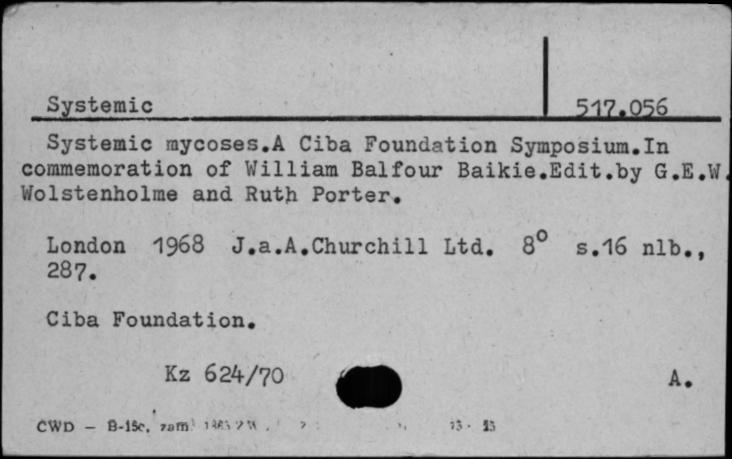 Systemic 517.056
Systemic mycoses.A Ciba Foundation Symposium.In
commemoration of William Balfour Baikie.Edit.by G.E.W.
Wolstenholme and Ruth Porter.
London 1968 J.a.A.Churchill Ltd. 8° s.16 nlb.,
287.
Ciba Foundation.
Kz 624/70 A.
CWD — B-15c, zam.